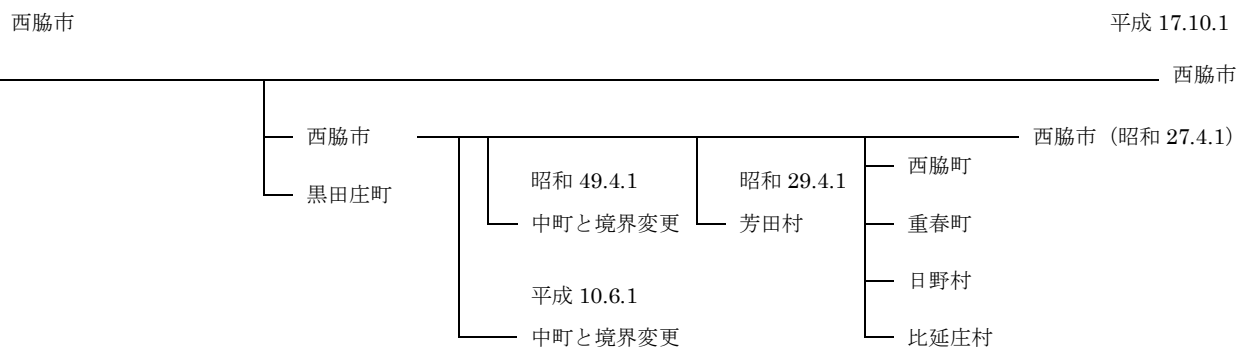 西脇市
平成 17.10.1
西脇市
西脇市
西脇市（昭和 27.4.1）
西脇町
昭和 49.4.1
昭和 29.4.1
黒田庄町
中町と境界変更
芳田村
重春町
日野村
平成 10.6.1
中町と境界変更
比延庄村